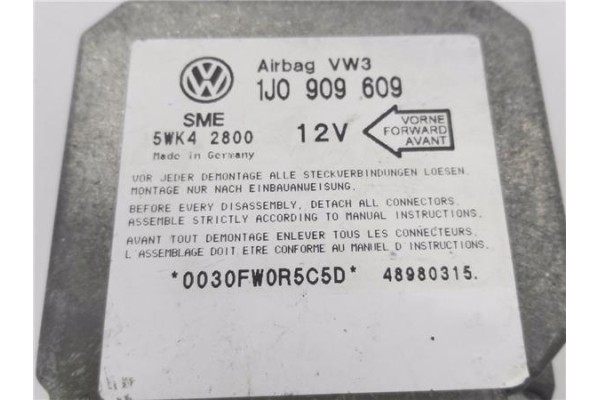 Airbag VW3
1J0 909 609
SME
5WK4 2800
Made in Germany
12V
VORNE
FORWARD
AVANT
VOR JEDER DEMONTAGE ALLE STECKVERBINDUNGEN LOESEN.
MONTAGE NUR NACH EINBAUANWEISUNG.
BEFORE EVERY DISASSEMBLY, DETACH ALL CONNECTORS.
ASSEMBLE STRICTLY ACCORDING TO MANUAL INSTRUCTIONS.
AVANT TOUT DEMONTAGE ENLEVER TOUS LES CONNECTEURS.
L ASSEMBLAGE DOIT ETRE CONFORME AU MANUEL D INSTRUCTIONS.
*0030FW0R5C5D* 48980315.